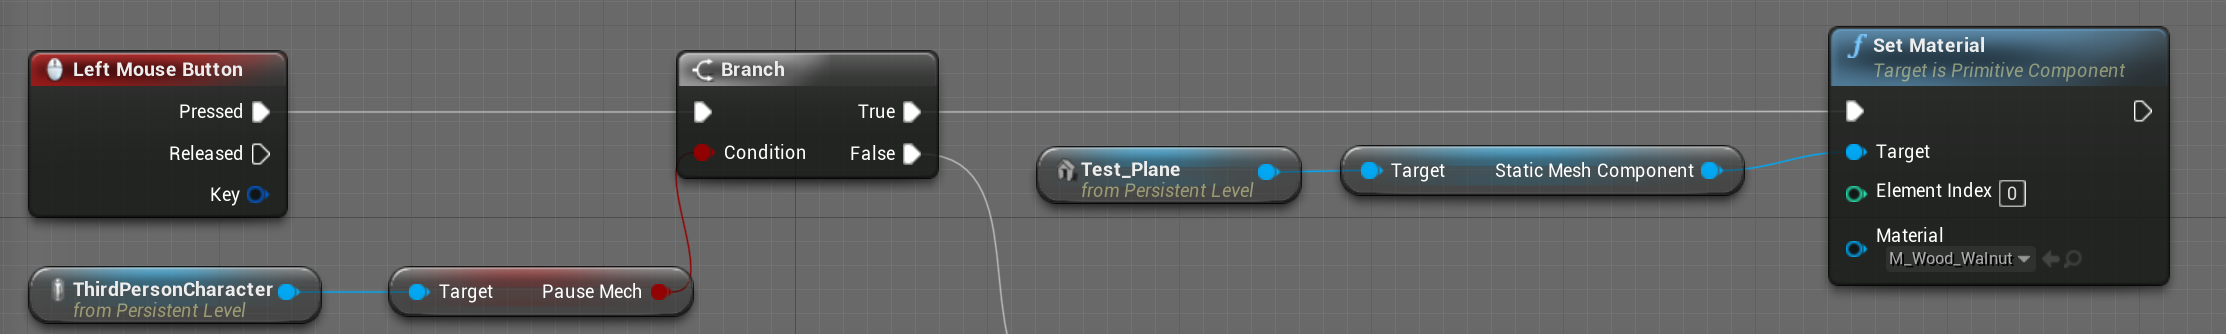 Left Mouse Button
Pressed
Released
Key
ThirdPersonCharacter
from Persistent Level
Target Pause Mech
Branch
True
Condition False
Test_Plane
from Persistent Level
Target Static Mesh Component
Set Material
Target is Primitive Component
Target
Element Index 0
Material
M_Wood_Walnut